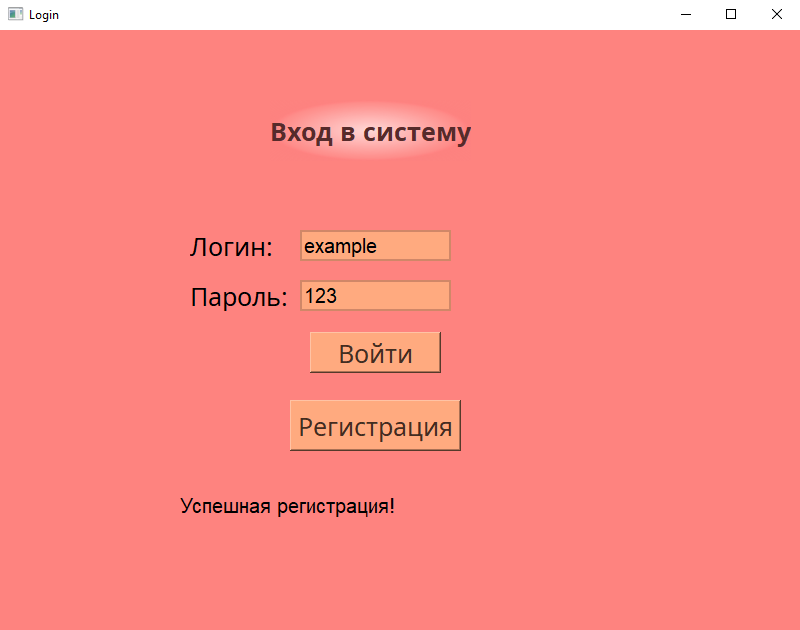 Login
Вход в систему
Логин: example
Пароль: 123
Войти
Регистрация
Успешная регистрация!